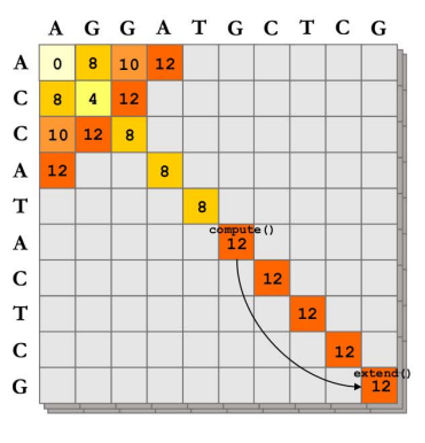 A G G A T G C T C G
A 0 8 10 12
C 8 4 12
C 10 12 8
A 12 8
T 8
compute()
A 12
C 12
T 12
C 12
extend()
G 12